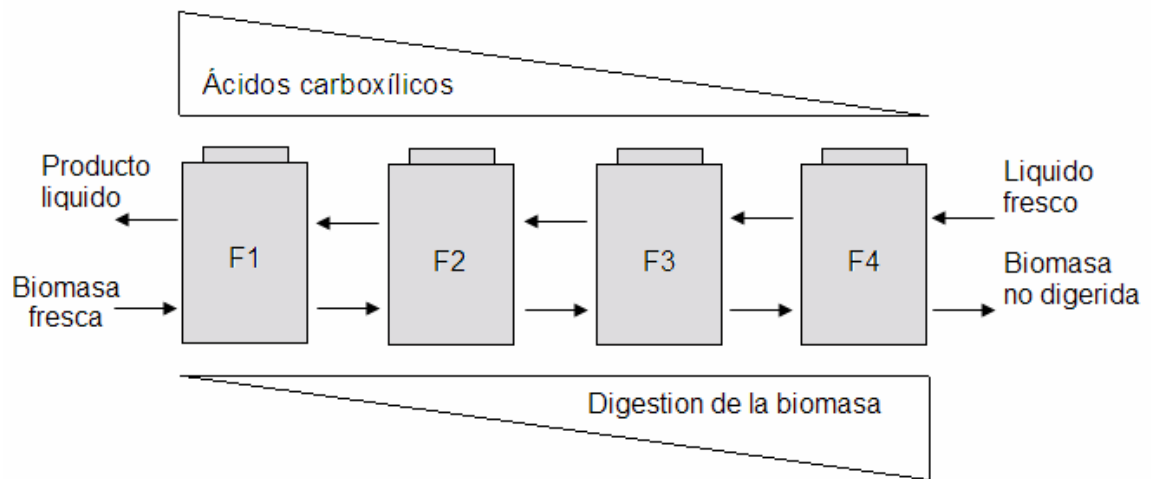 Ácidos carboxílicos
Producto
liquido
Liquido
fresco
F1
F2
F3
F4
Biomasa
fresca
Biomasa
no digerida
Digestion de la biomasa